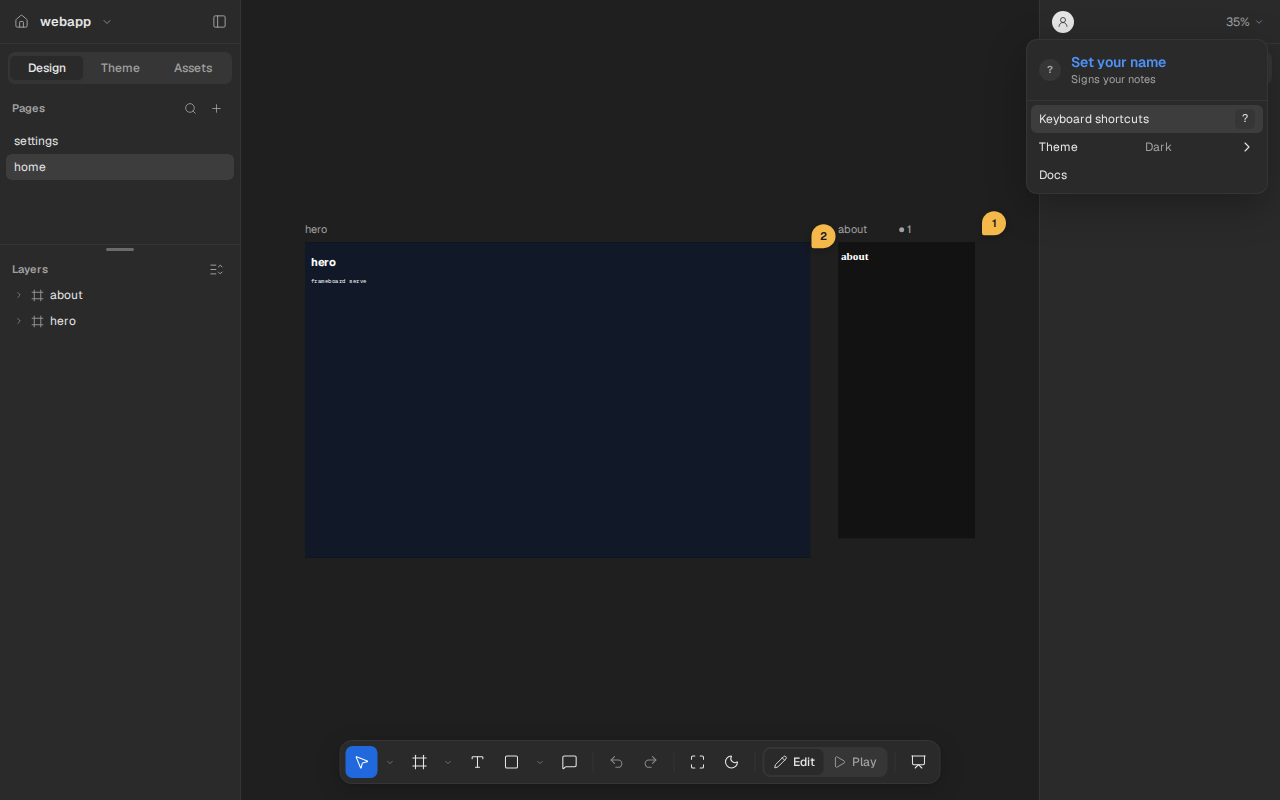 webapp
Design Theme Assets
Pages
settings
home
Layers
about
hero
hero
2
about 1
1
hero
frameboard serve
about
35%
? Set your name
Signs your notes
Keyboard shortcuts ?
Theme Dark
Docs
Edit Play